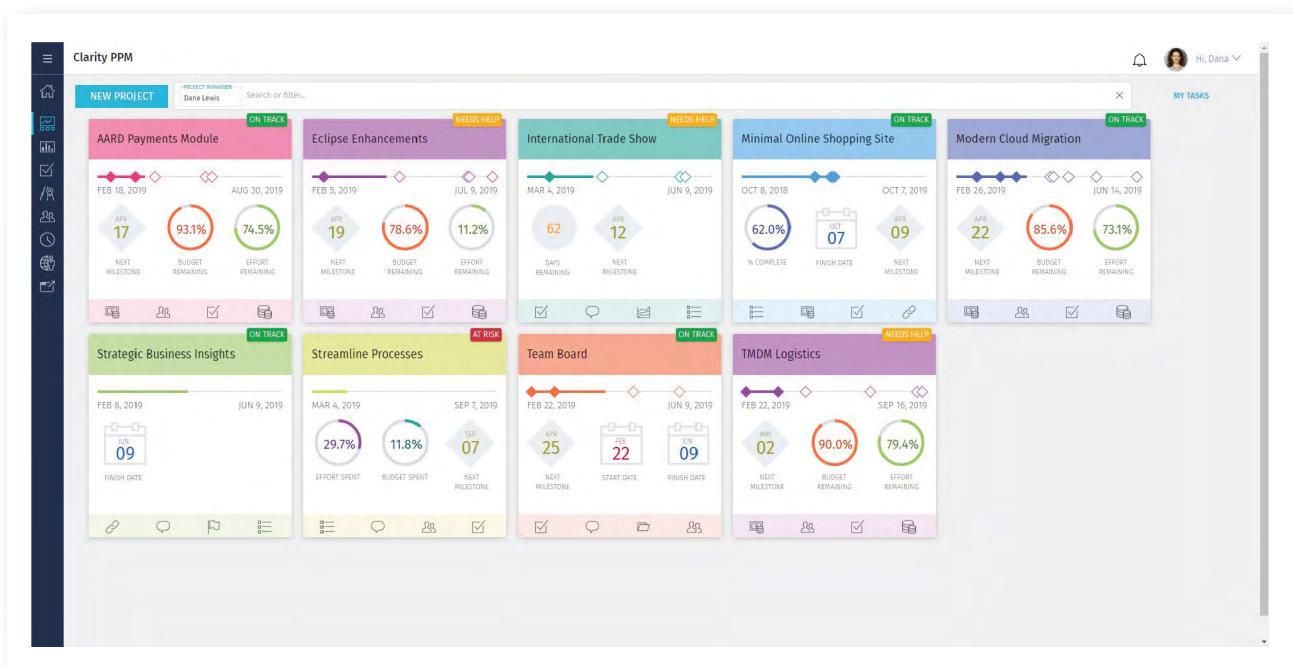 Clarity PPM
Hi, Dana
NEW PROJECT
PROJECT MANAGER
Dana Lewis
Search or filter...
MY TASKS
ON TRACK
AARD Payments Module
FEB 18, 2019 AUG 30, 2019
APR
17
93.1%
74.5%
NEXT MILESTONE
BUDGET REMAINING
EFFORT REMAINING
NEEDS HELP
Eclipse Enhancements
FEB 5, 2019 JUL 9, 2019
APR
19
78.6%
11.2%
NEXT MILESTONE
BUDGET REMAINING
EFFORT REMAINING
NEEDS HELP
International Trade Show
MAR 4, 2019 JUN 9, 2019
62
APR
12
DAYS REMAINING
NEXT MILESTONE
ON TRACK
Minimal Online Shopping Site
OCT 8, 2018 OCT 7, 2019
62.0%
OCT
07
APR
09
% COMPLETE
FINISH DATE
NEXT MILESTONE
ON TRACK
Modern Cloud Migration
FEB 26, 2019 JUN 14, 2019
APR
22
85.6%
73.1%
NEXT MILESTONE
BUDGET REMAINING
EFFORT REMAINING
ON TRACK
Strategic Business Insights
FEB 8, 2019 JUN 9, 2019
JUN
09
FINISH DATE
AT RISK
Streamline Processes
MAR 4, 2019 SEP 7, 2019
29.7%
11.8%
SEP
07
EFFORT SPENT
BUDGET SPENT
NEXT MILESTONE
ON TRACK
Team Board
FEB 22, 2019 JUN 9, 2019
APR
25
FEB
22
JUN
09
NEXT MILESTONE
START DATE
FINISH DATE
NEEDS HELP
TMDM Logistics
FEB 22, 2019 SEP 16, 2019
MAY
02
90.0%
79.4%
NEXT MILESTONE
BUDGET REMAINING
EFFORT REMAINING